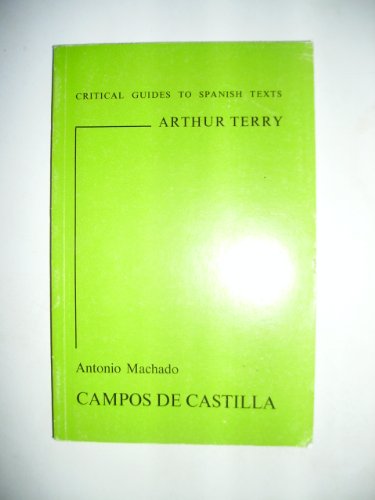 CRITICAL GUIDES TO SPANISH TEXTS
ARTHUR TERRY
Antonio Machado
CAMPOS DE CASTILLA